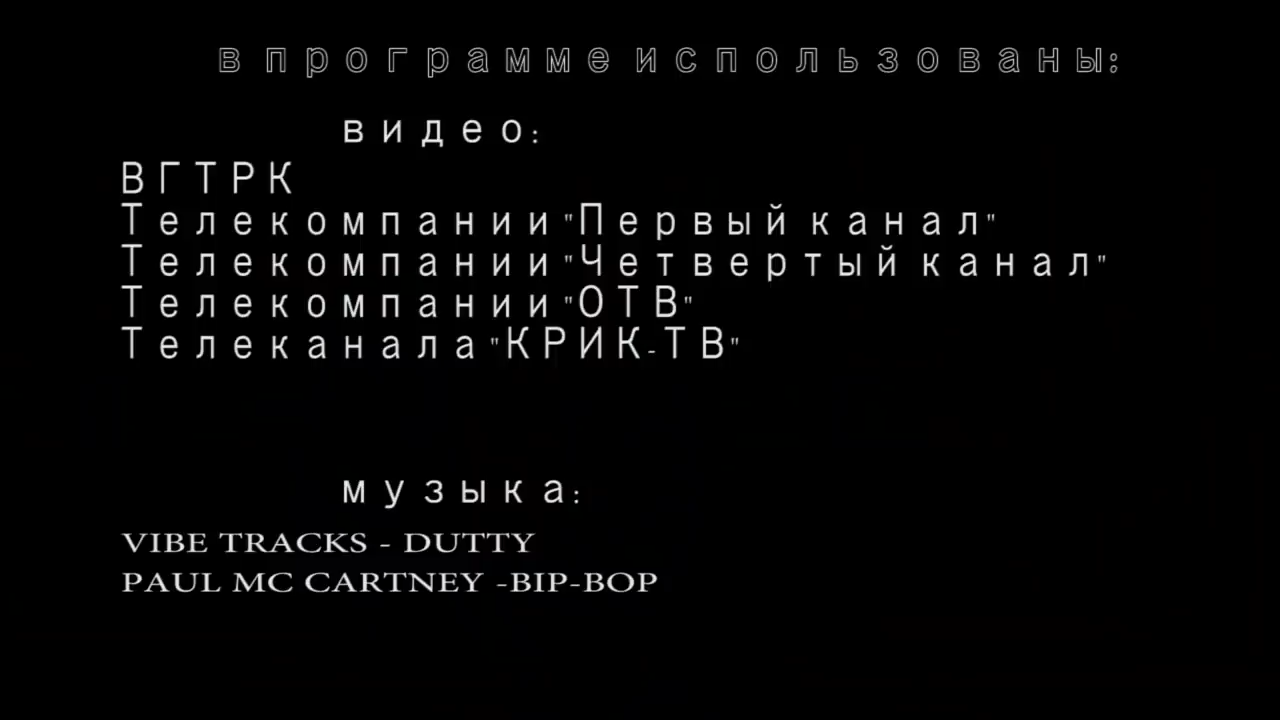 в программе использованы:
видео:
ВГТРК
Телекомпании "Первый канал"
Телекомпании "Четвертый канал"
Телекомпании "ОТВ"
Телеканала "КРИК-ТВ"
музыка:
VIBE TRACKS - DUTTY
PAUL MC CARTNEY -BIP-BOP